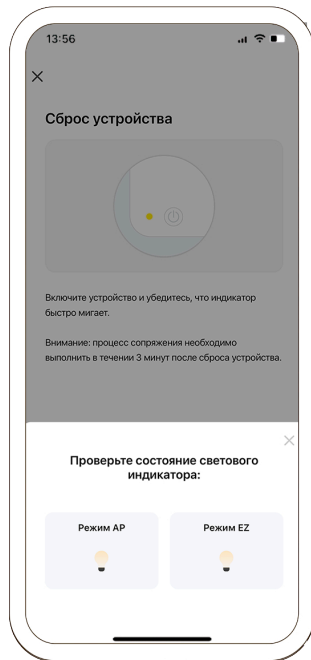 13:56
Сброс устройства
Включите устройство и убедитесь, что индикатор
быстро мигает.
Внимание: процесс сопряжения необходимо
выполнить в течении 3 минут после сброса устройства.
Проверьте состояние светового
индикатора:
Режим AP
Режим EZ